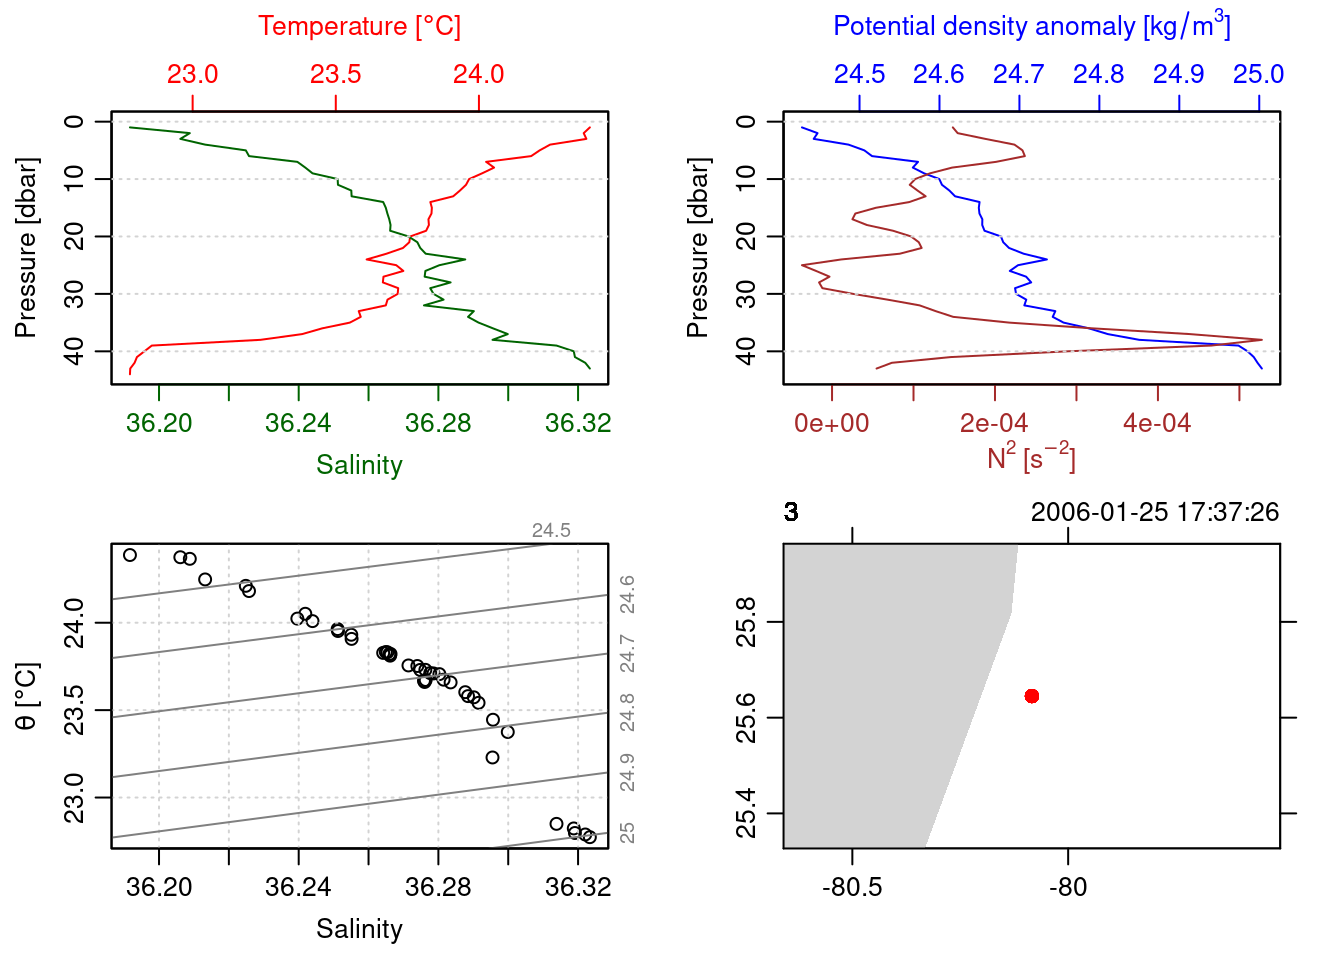 Temperature [°C]
23.0 23.5 24.0
Pressure [dbar]
0
10
20
30
40
36.20 36.24 36.28 36.32
Salinity
Potential density anomaly [kg/m³]
24.5 24.6 24.7 24.8 24.9 25.0
Pressure [dbar]
0
10
20
30
40
0e+00 2e-04 4e-04
N² [s⁻²]
24.5
24.6
24.7
24.8
24.9
25
θ [°C]
24.0
23.5
23.0
36.20 36.24 36.28 36.32
Salinity
3 2006-01-25 17:37:26
25.8
25.6
25.4
-80.5 -80